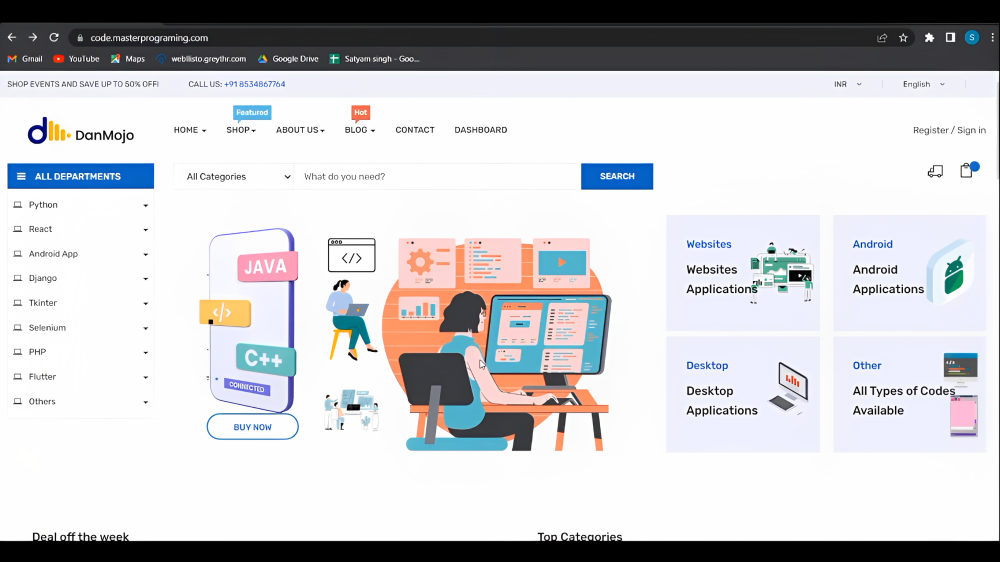 code.masterprograming.com
Gmail YouTube Maps webllisto.greythr.com Google Drive Satyam singh - Goo...
S
SHOP EVENTS AND SAVE UP TO 50% OFF! CALL US: +91 8534867764 INR English
Featured Hot
DanMojo HOME SHOP ABOUT US BLOG CONTACT DASHBOARD Register / Sign in
ALL DEPARTMENTS All Categories What do you need? SEARCH
Python
React
Android App
Django
Tkinter
Selenium
PHP
Flutter
Others
JAVA
</>
</>
C++
CONNECTED
BUY NOW
Websites
Websites
Applications
Android
Android
Applications
Desktop
Desktop
Applications
Other
All Types of Codes
Available
Deal off the week Top Categories